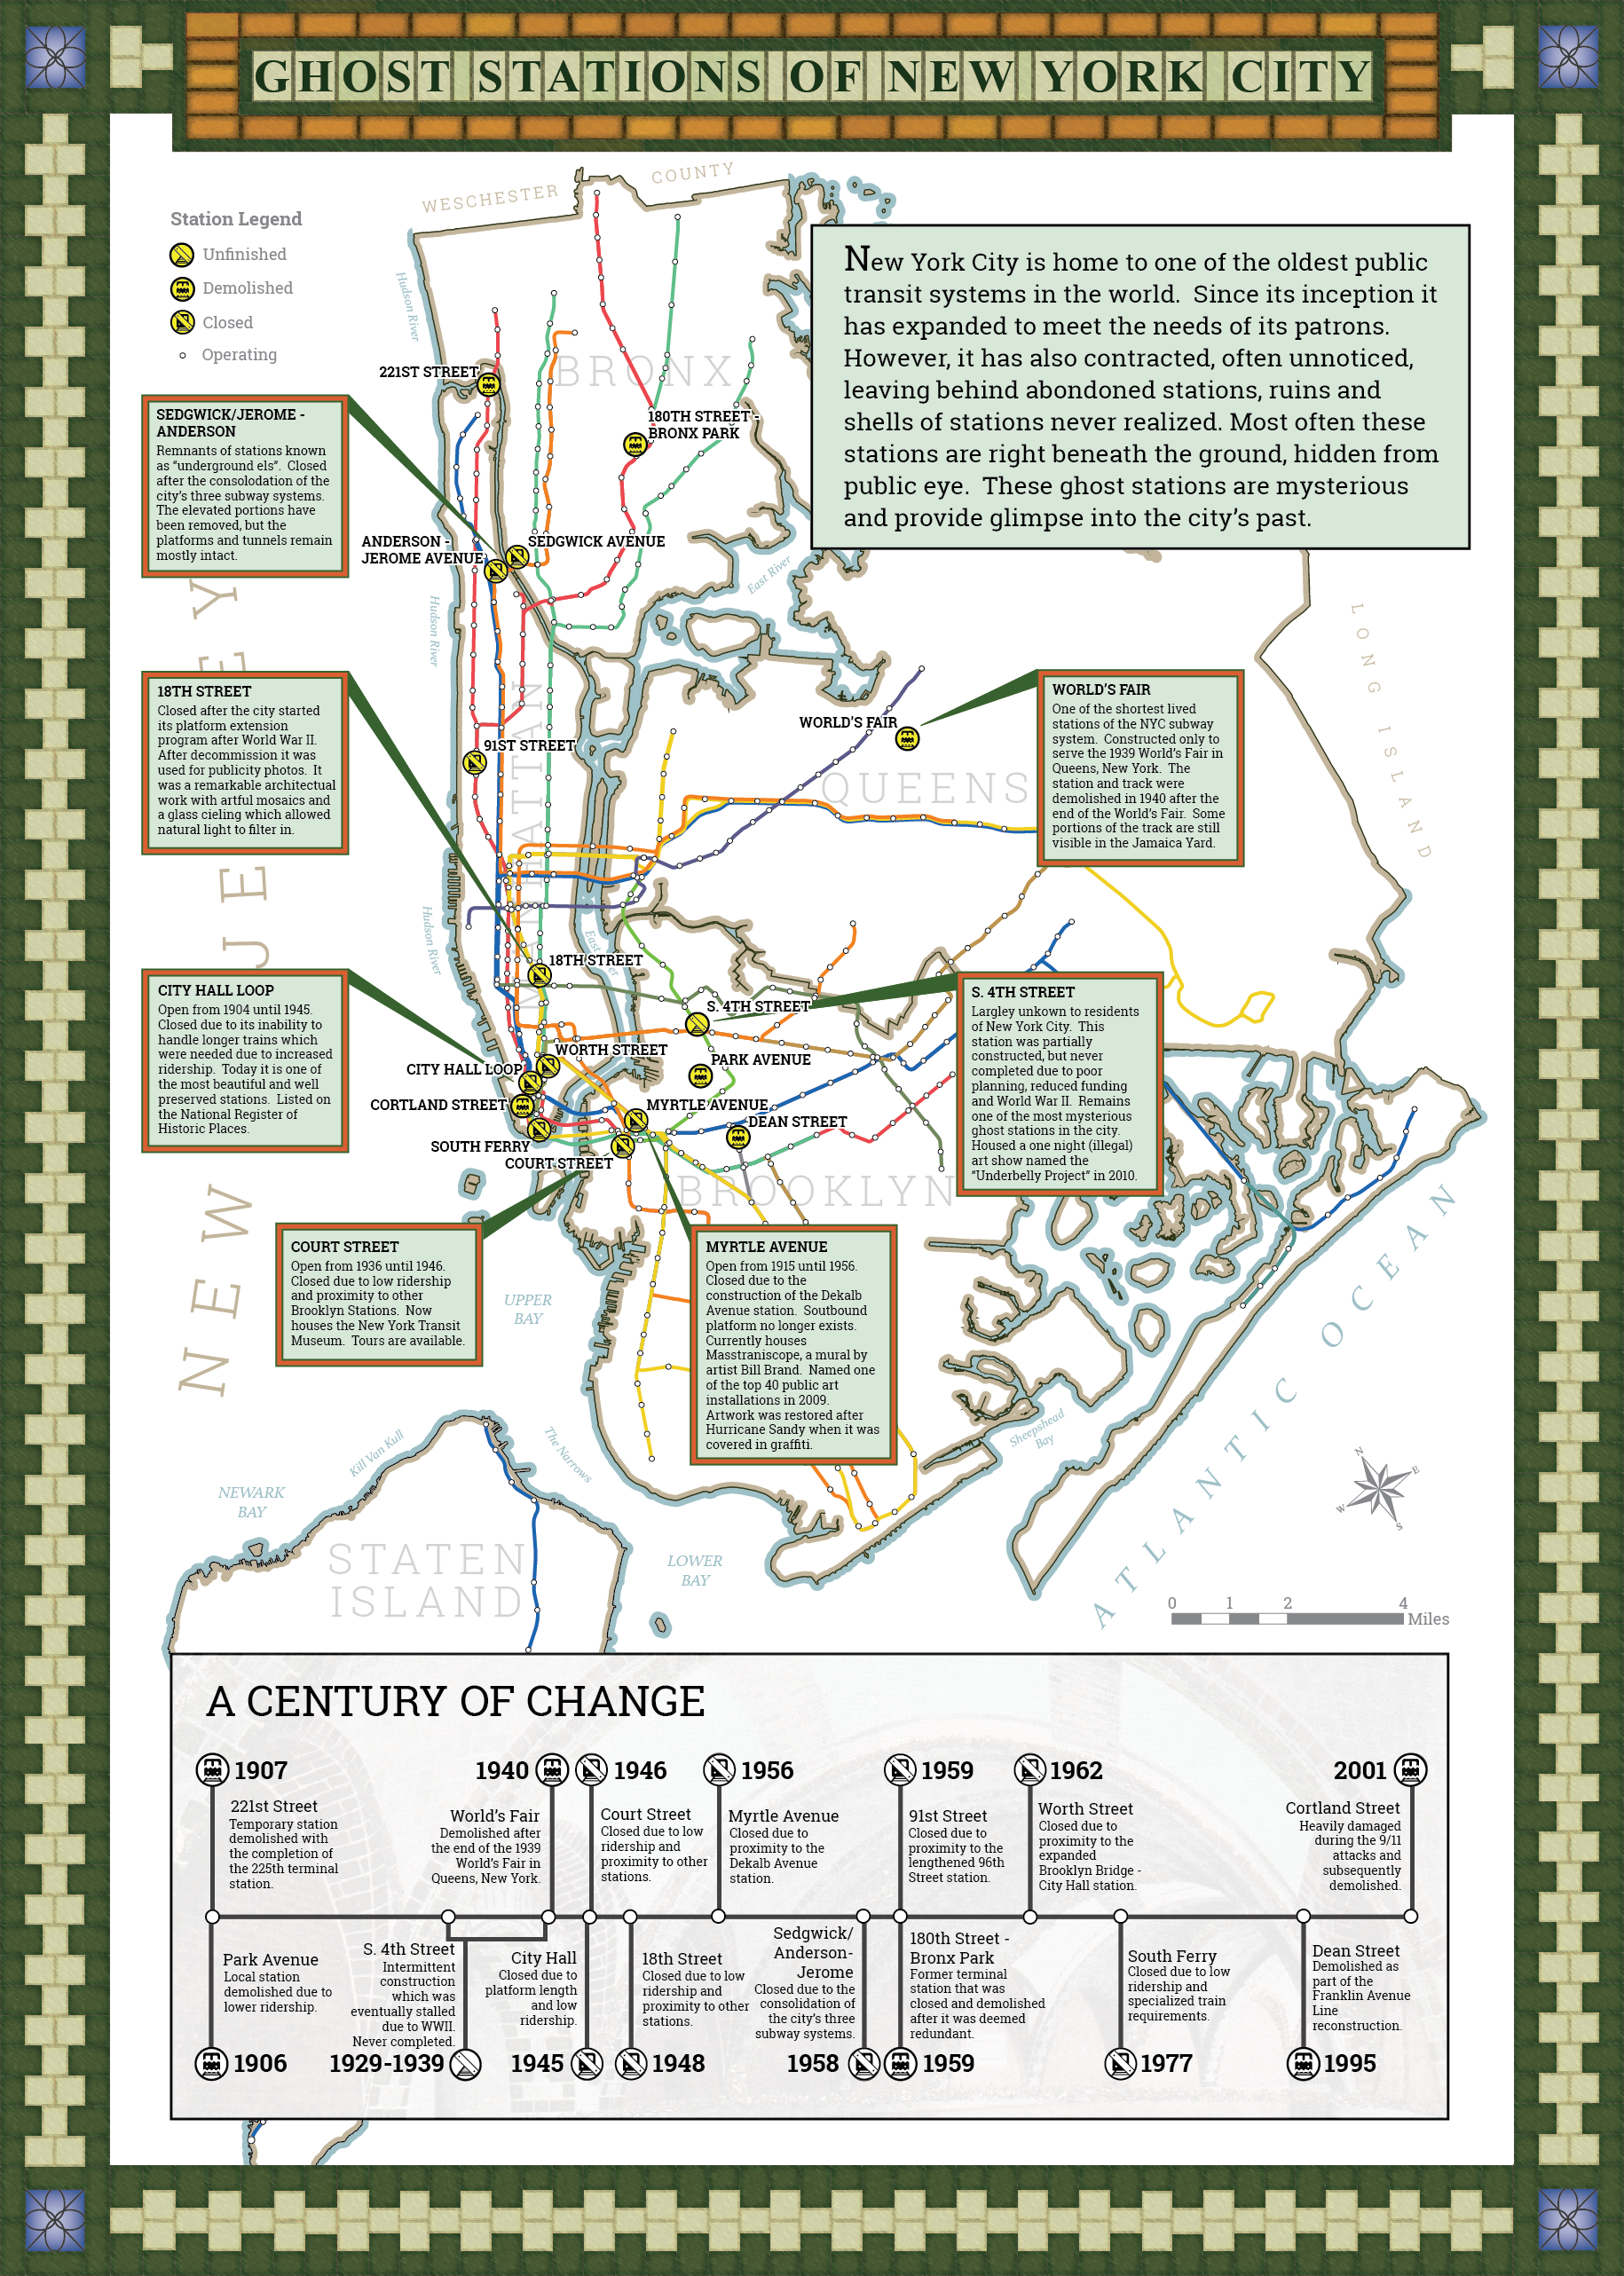 GHOST STATIONS OF NEW YORK CITY
WESCHESTER COUNTY
Station Legend
Unfinished
Demolished
Closed
Operating
New York City is home to one of the oldest public
transit systems in the world. Since its inception it
has expanded to meet the needs of its patrons.
However, it has also contracted, often unnoticed,
leaving behind abondoned stations, ruins and
shells of stations never realized. Most often these
stations are right beneath the ground, hidden from
public eye. These ghost stations are mysterious
and provide glimpse into the city's past.
Hudson River
BRONX
221ST STREET
180TH STREET -
BRONX PARK
SEDGWICK/JEROME -
ANDERSON
Remnants of stations known
as "underground els". Closed
after the consolodation of the
city's three subway systems.
The elevated portions have
been removed, but the
platforms and tunnels remain
mostly intact.
ANDERSON -
JEROME AVENUE
SEDGWICK AVENUE
East River
Hudson River
LONG ISLAND
NEW JERSEY
18TH STREET
Closed after the city started
its platform extension
program after World War II.
After decommission it was
used for publicity photos. It
was a remarkable architectual
work with artful mosaics and
a glass cieling which allowed
natural light to filter in.
MANHATTAN
91ST STREET
WORLD'S FAIR
QUEENS
WORLD'S FAIR
One of the shortest lived
stations of the NYC subway
system. Constructed only to
serve the 1939 World's Fair in
Queens, New York. The
station and track were
demolished in 1940 after the
end of the World's Fair. Some
portions of the track are still
visible in the Jamaica Yard.
Hudson River
East River
18TH STREET
CITY HALL LOOP
Open from 1904 until 1945.
Closed due to its inability to
handle longer trains which
were needed due to increased
ridership. Today it is one of
the most beautiful and well
preserved stations. Listed on
the National Register of
Historic Places.
S. 4TH STREET
WORTH STREET
CITY HALL LOOP
PARK AVENUE
CORTLAND STREET
MYRTLE AVENUE
DEAN STREET
SOUTH FERRY
COURT STREET
BROOKLYN
S. 4TH STREET
Largley unkown to residents
of New York City. This
station was partially
constructed, but never
completed due to poor
planning, reduced funding
and World War II. Remains
one of the most mysterious
ghost stations in the city.
Housed a one night (illegal)
art show named the
"Underbelly Project" in 2010.
COURT STREET
Open from 1936 until 1946.
Closed due to low ridership
and proximity to other
Brooklyn Stations. Now
houses the New York Transit
Museum. Tours are available.
UPPER
BAY
MYRTLE AVENUE
Open from 1915 until 1956.
Closed due to the
construction of the Dekalb
Avenue station. Soutbound
platform no longer exists.
Currently houses
Masstraniscope, a mural by
artist Bill Brand. Named one
of the top 40 public art
installations in 2009.
Artwork was restored after
Hurricane Sandy when it was
covered in graffiti.
ATLANTIC OCEAN
Sheepshead
Bay
Kill Van Kull
The Narrows
NEWARK
BAY
STATEN
ISLAND
LOWER
BAY
N
E
W
S
0 1 2 4
Miles
A CENTURY OF CHANGE
1907
221st Street
Temporary station
demolished with
the completion of
the 225th terminal
station.
1940
World's Fair
Demolished after
the end of the 1939
World's Fair in
Queens, New York.
1946
Court Street
Closed due to low
ridership and
proximity to other
stations.
1956
Myrtle Avenue
Closed due to
proximity to the
Dekalb Avenue
station.
1959
91st Street
Closed due to
proximity to the
lengthened 96th
Street station.
1962
Worth Street
Closed due to
proximity to the
expanded
Brooklyn Bridge -
City Hall station.
2001
Cortland Street
Heavily damaged
during the 9/11
attacks and
subsequently
demolished.
Park Avenue
Local station
demolished due to
lower ridership.
1906
S. 4th Street
Intermittent
construction
which was
eventually stalled
due to WWII.
Never completed.
1929-1939
City Hall
Closed due to
platform length
and low
ridership.
1945
18th Street
Closed due to low
ridership and
proximity to other
stations.
1948
Sedgwick/
Anderson-
Jerome
Closed due to the
consolidation of
the city's three
subway systems.
1958
180th Street -
Bronx Park
Former terminal
station that was
closed and demolished
after it was deemed
redundant.
1959
South Ferry
Closed due to low
ridership and
specialized train
requirements.
1977
Dean Street
Demolished as
part of the
Franklin Avenue
Line
reconstruction.
1995